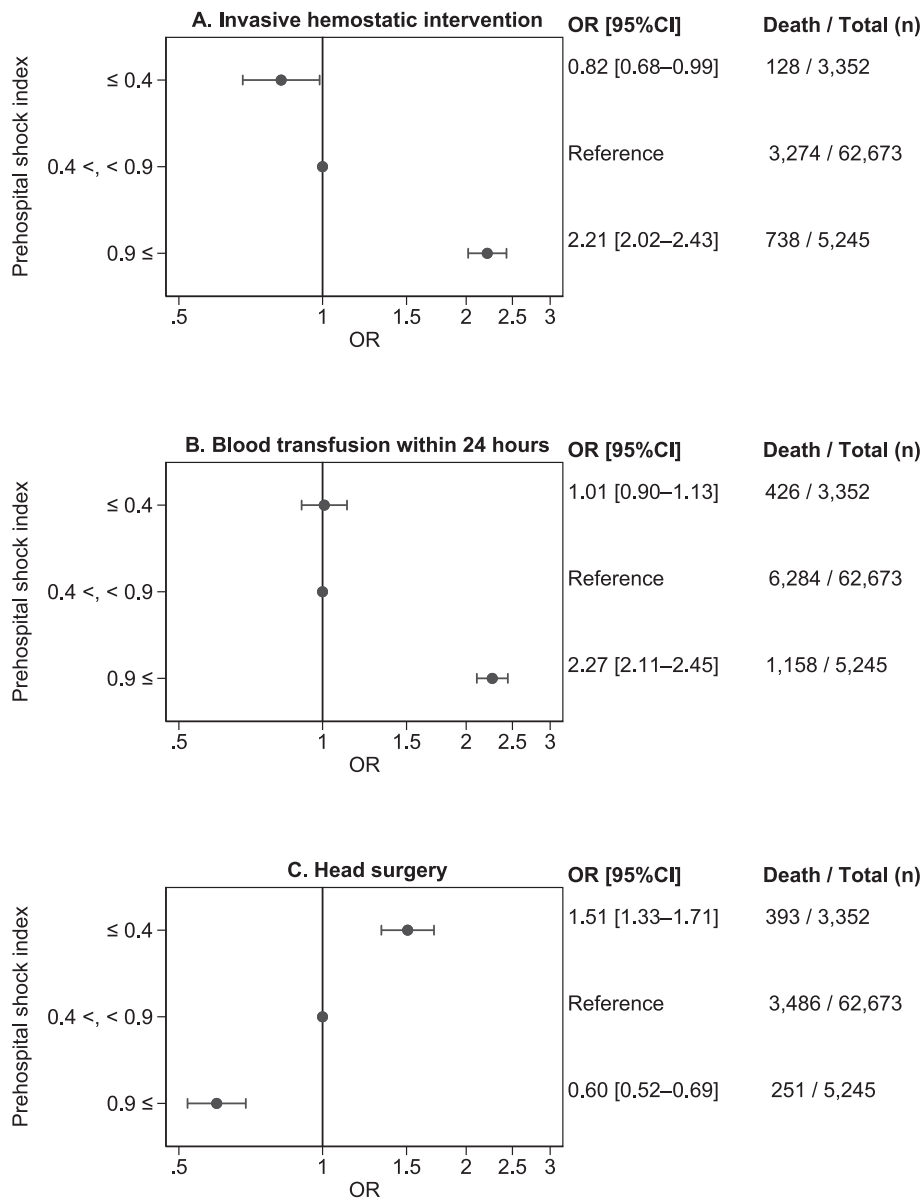 A. Invasive hemostatic intervention OR [95%CI] Death / Total (n)
Prehospital shock index
≤ 0.4 0.82 [0.68–0.99] 128 / 3,352
0.4 <, < 0.9 Reference 3,274 / 62,673
0.9 ≤ 2.21 [2.02–2.43] 738 / 5,245
.5 1 1.5 2 2.5 3
OR
B. Blood transfusion within 24 hours OR [95%CI] Death / Total (n)
Prehospital shock index
≤ 0.4 1.01 [0.90–1.13] 426 / 3,352
0.4 <, < 0.9 Reference 6,284 / 62,673
0.9 ≤ 2.27 [2.11–2.45] 1,158 / 5,245
.5 1 1.5 2 2.5 3
OR
C. Head surgery OR [95%CI] Death / Total (n)
Prehospital shock index
≤ 0.4 1.51 [1.33–1.71] 393 / 3,352
0.4 <, < 0.9 Reference 3,486 / 62,673
0.9 ≤ 0.60 [0.52–0.69] 251 / 5,245
.5 1 1.5 2 2.5 3
OR